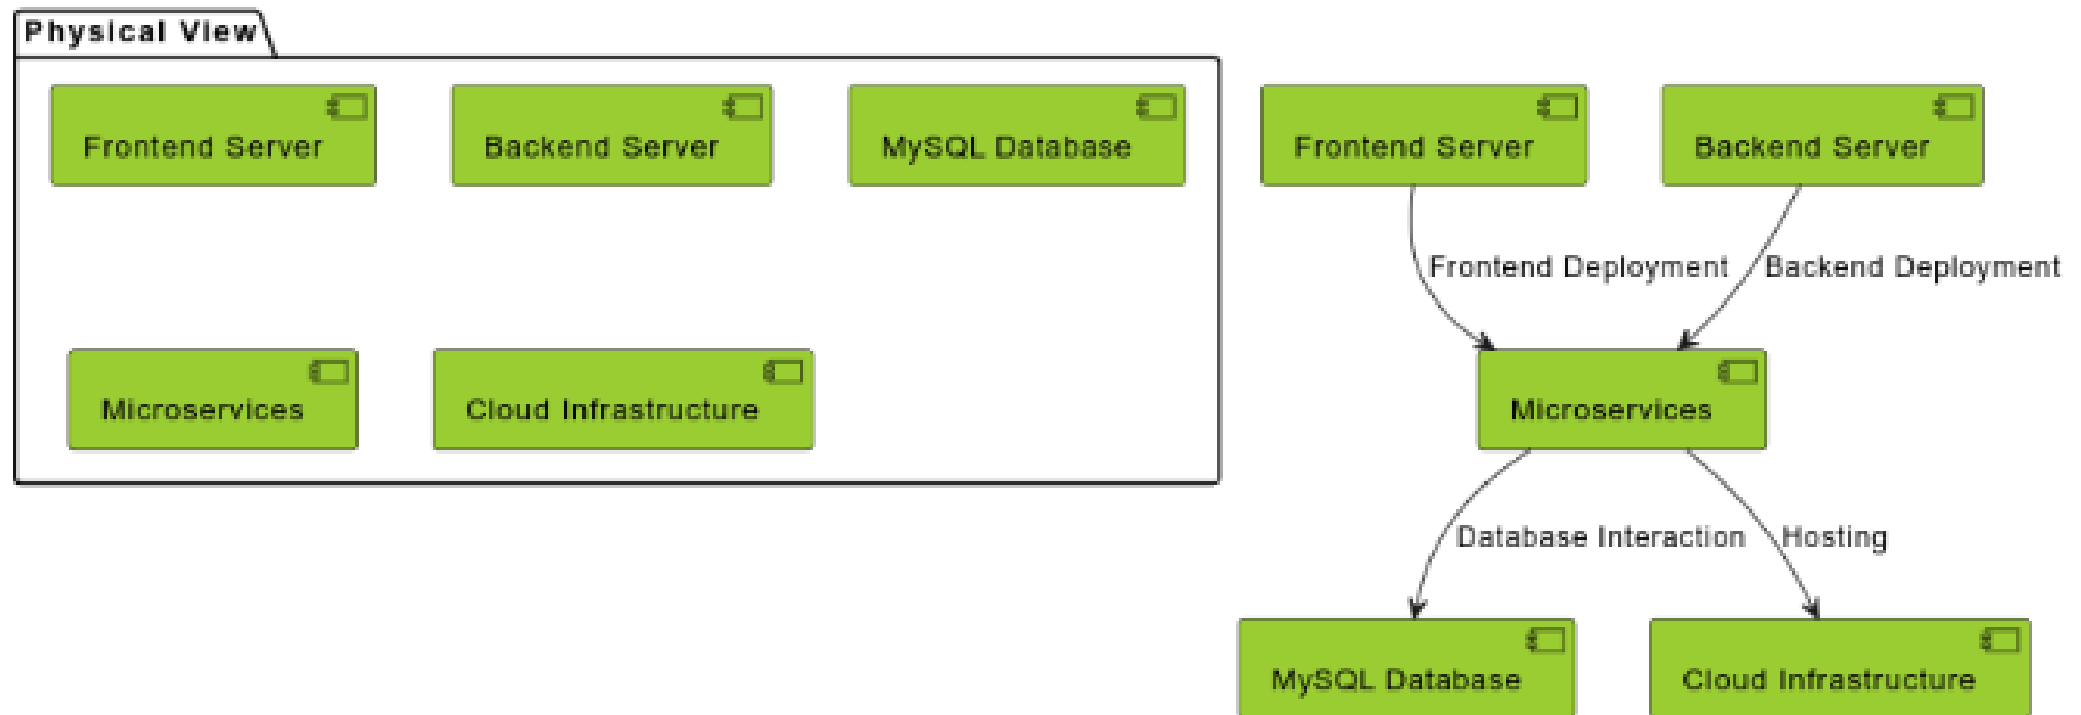 Physical View
Frontend Server
Backend Server
MySQL Database
Microservices
Cloud Infrastructure
Frontend Server
Backend Server
Frontend Deployment
Backend Deployment
Microservices
Database Interaction
Hosting
MySQL Database
Cloud Infrastructure